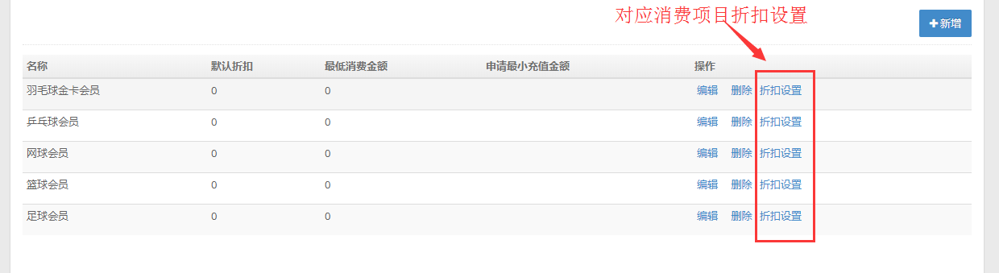 对应消费项目折扣设置
新增
名称 默认折扣 最低消费金额 申请最小充值金额 操作
羽毛球金卡会员 0 0 编辑 删除 折扣设置
乒乓球会员 0 0 编辑 删除 折扣设置
网球会员 0 0 编辑 删除 折扣设置
篮球会员 0 0 编辑 删除 折扣设置
足球会员 0 0 编辑 删除 折扣设置